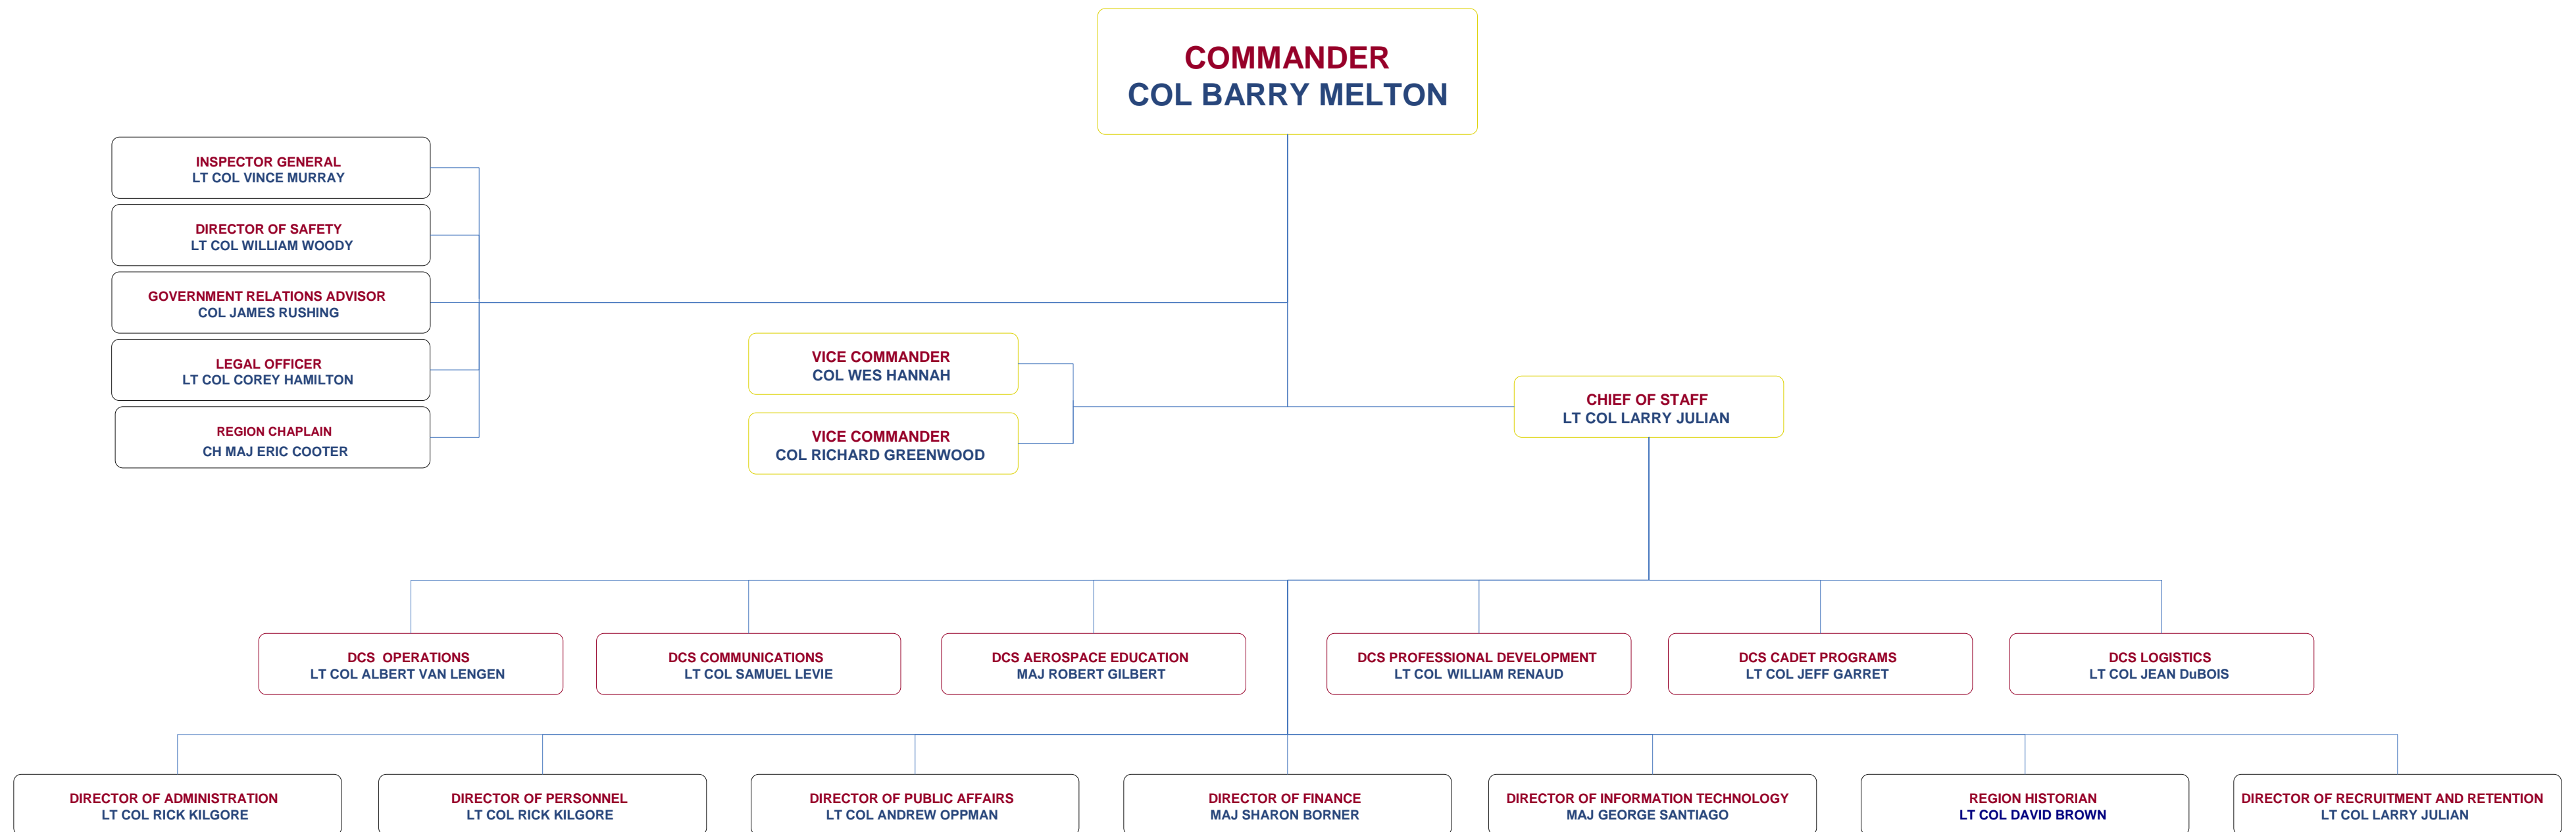 COMMANDER
COL BARRY MELTON
INSPECTOR GENERAL
LT COL VINCE MURRAY
DIRECTOR OF SAFETY
LT COL WILLIAM WOODY
GOVERNMENT RELATIONS ADVISOR
COL JAMES RUSHING
LEGAL OFFICER
LT COL COREY HAMILTON
REGION CHAPLAIN
CH MAJ ERIC COOTER
VICE COMMANDER
COL WES HANNAH
VICE COMMANDER
COL RICHARD GREENWOOD
CHIEF OF STAFF
LT COL LARRY JULIAN
DCS OPERATIONS
LT COL ALBERT VAN LENGEN
DCS COMMUNICATIONS
LT COL SAMUEL LEVIE
DCS AEROSPACE EDUCATION
MAJ ROBERT GILBERT
DCS PROFESSIONAL DEVELOPMENT
LT COL WILLIAM RENAUD
DCS CADET PROGRAMS
LT COL JEFF GARRET
DCS LOGISTICS
LT COL JEAN DuBOIS
DIRECTOR OF ADMINISTRATION
LT COL RICK KILGORE
DIRECTOR OF PERSONNEL
LT COL RICK KILGORE
DIRECTOR OF PUBLIC AFFAIRS
LT COL ANDREW OPPMAN
DIRECTOR OF FINANCE
MAJ SHARON BORNER
DIRECTOR OF INFORMATION TECHNOLOGY
MAJ GEORGE SANTIAGO
REGION HISTORIAN
LT COL DAVID BROWN
DIRECTOR OF RECRUITMENT AND RETENTION
LT COL LARRY JULIAN